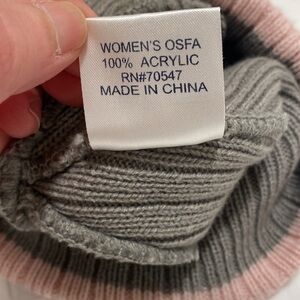 WOMEN'S OSFA
100% ACRYLIC
RN#70547
MADE IN CHINA